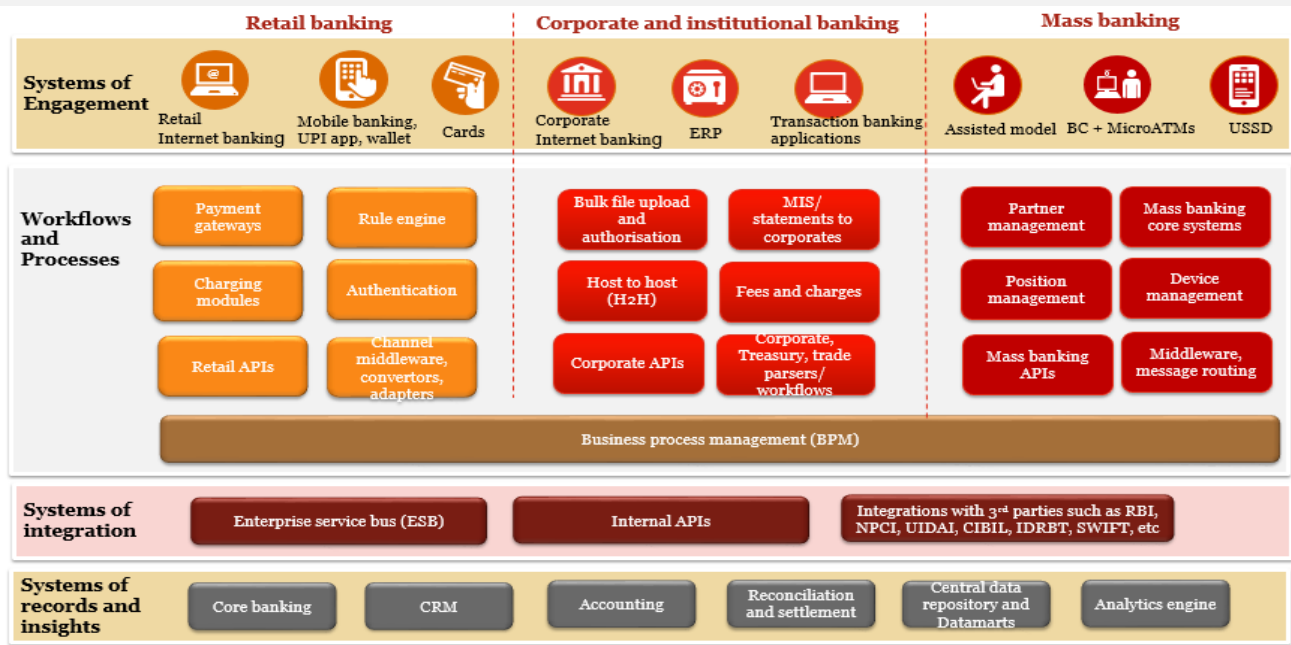 Retail banking
Corporate and institutional banking
Mass banking
Systems of
Engagement
@
Retail
Internet banking
Mobile banking,
UPI app, wallet
Cards
Corporate
Internet banking
ERP
Transaction banking
applications
Assisted model
BC + MicroATMs
USSD
Workflows
and
Processes
Payment
gateways
Rule engine
Bulk file upload
and
authorisation
MIS/
statements to
corporates
Partner
management
Mass banking
core systems
Charging
modules
Authentication
Host to host
(H2H)
Fees and charges
Position
management
Device
management
Retail APIs
Channel
middleware,
convertors,
adapters
Corporate APIs
Corporate,
Treasury, trade
parsers/
workflows
Mass banking
APIs
Middleware,
message routing
Business process management (BPM)
Systems of
integration
Enterprise service bus (ESB)
Internal APIs
Integrations with 3rd parties such as RBI,
NPCI, UIDAI, CIBIL, IDRBT, SWIFT, etc
Systems of
records and
insights
Core banking
CRM
Accounting
Reconciliation
and settlement
Central data
repository and
Datamarts
Analytics engine